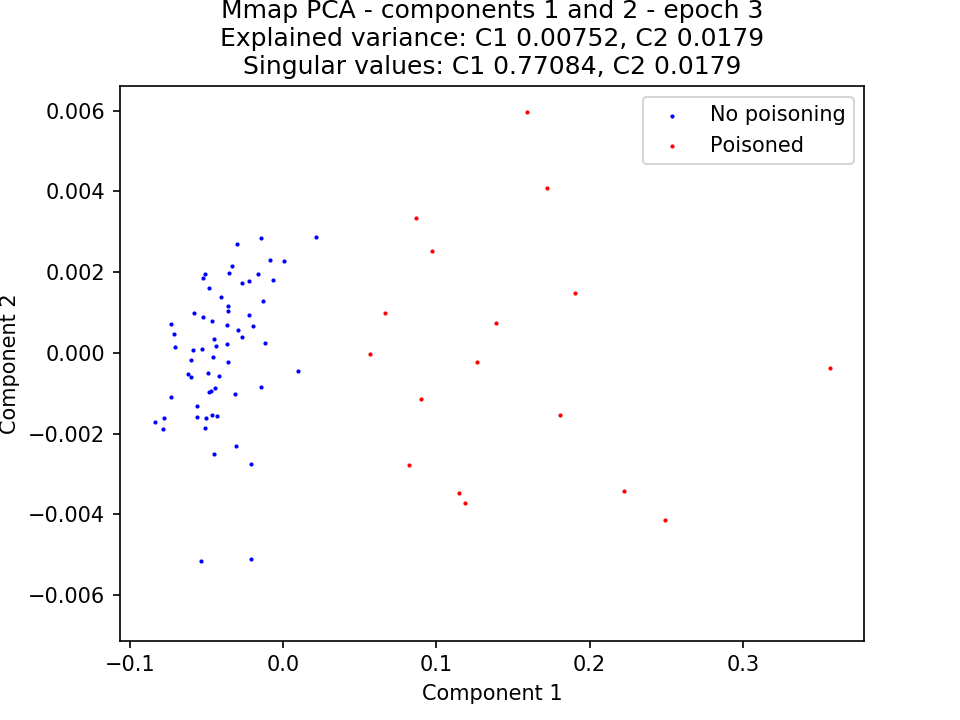 Mmap PCA - components 1 and 2 - epoch 3
Explained variance: C1 0.00752, C2 0.0179
Singular values: C1 0.77084, C2 0.0179
No poisoning
Poisoned
0.006
0.004
0.002
0.000
−0.002
−0.004
−0.006
Component 2
−0.1
0.0
0.1
0.2
0.3
Component 1